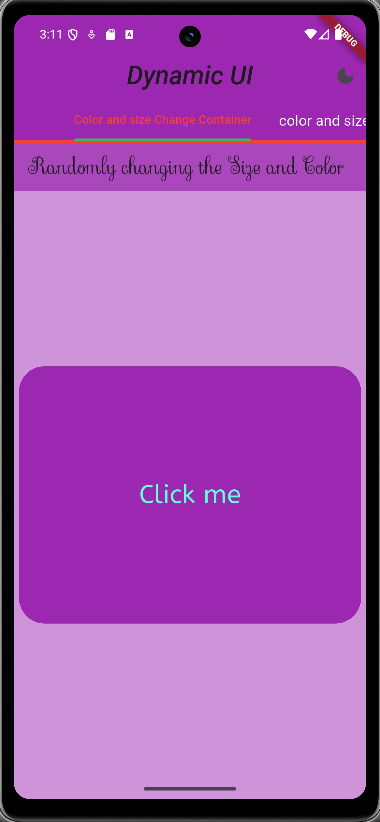 3:11
DEBUG
Dynamic UI
Color and size Change Container
color and size
Randomly changing the Size and Color
Click me